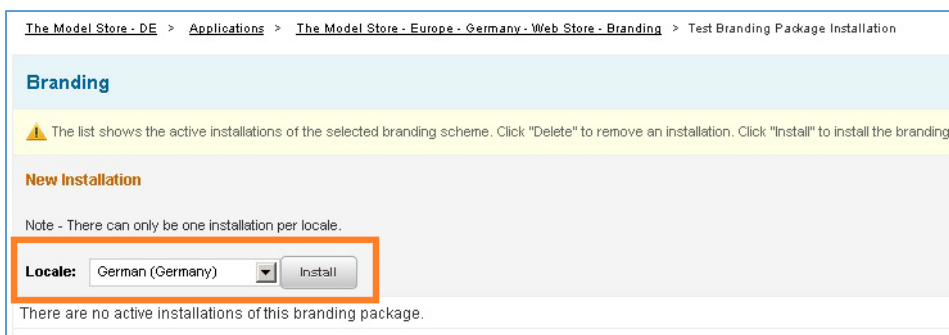 The Model Store - DE > Applications > The Model Store - Europe - Germany - Web Store - Branding > Test Branding Package Installation
Branding
The list shows the active installations of the selected branding scheme. Click "Delete" to remove an installation. Click "Install" to install the branding
New Installation
Note - There can only be one installation per locale.
Locale: German (Germany) Install
There are no active installations of this branding package.